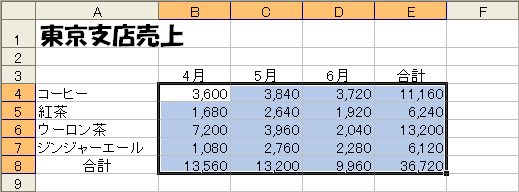 A B C D E F
1 東京支店売上
2
3 4月 5月 6月 合計
4 コーヒー 3,600 3,840 3,720 11,160
5 紅茶 1,680 2,640 1,920 6,240
6 ウーロン茶 7,200 3,960 2,040 13,200
7 ジンジャーエール 1,080 2,760 2,280 6,120
8 合計 13,560 13,200 9,960 36,720
9